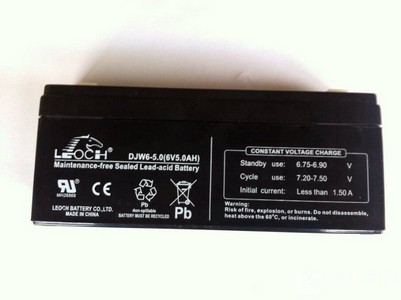 LEOCH
DJW6-5.0(6V5.0AH)
Maintenance-free Sealed Lead-acid Battery
CONSTANT VOLTAGE CHARGE
Standby use: 6.75-6.90 V
Cycle use: 7.20-7.50 V
Initial current: Less than 1.50 A
MH26866
LEOCH BATTERY CO., LTD.
MADE IN CHINA
Pb
Non-spillable
BATTERY MUST BE RECYCLED
Pb
WARNING:
Risk of fire, explosion, or burns. Do not disassemble,
heat above the 60°C, or incinerate.